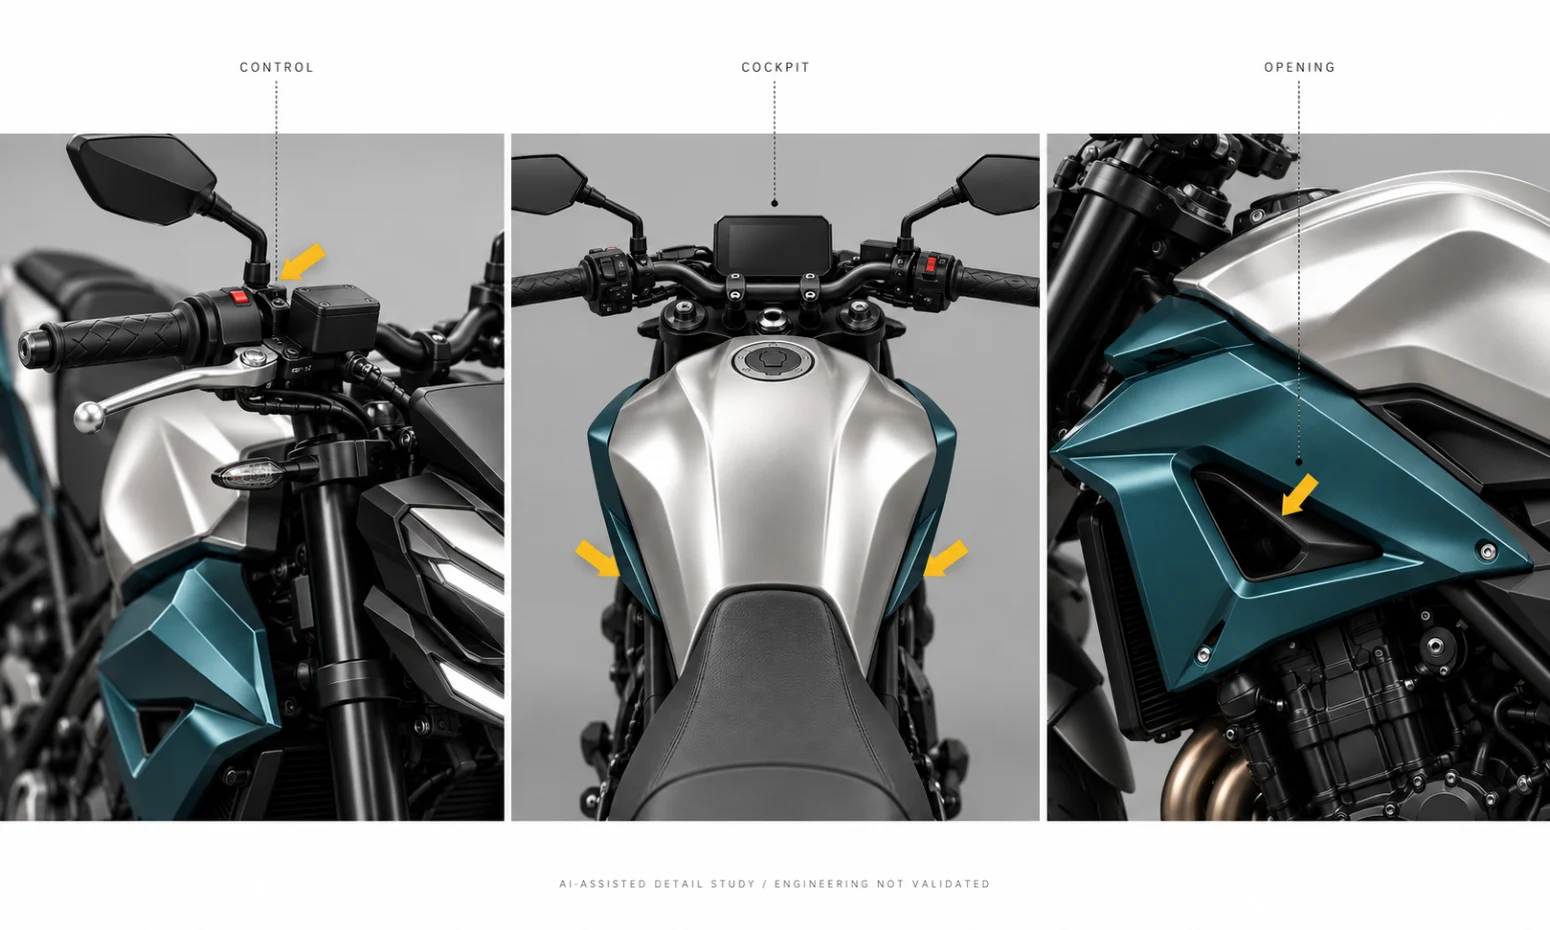 CONTROL
COCKPIT
OPENING
AI-ASSISTED DETAIL STUDY / ENGINEERING NOT VALIDATED